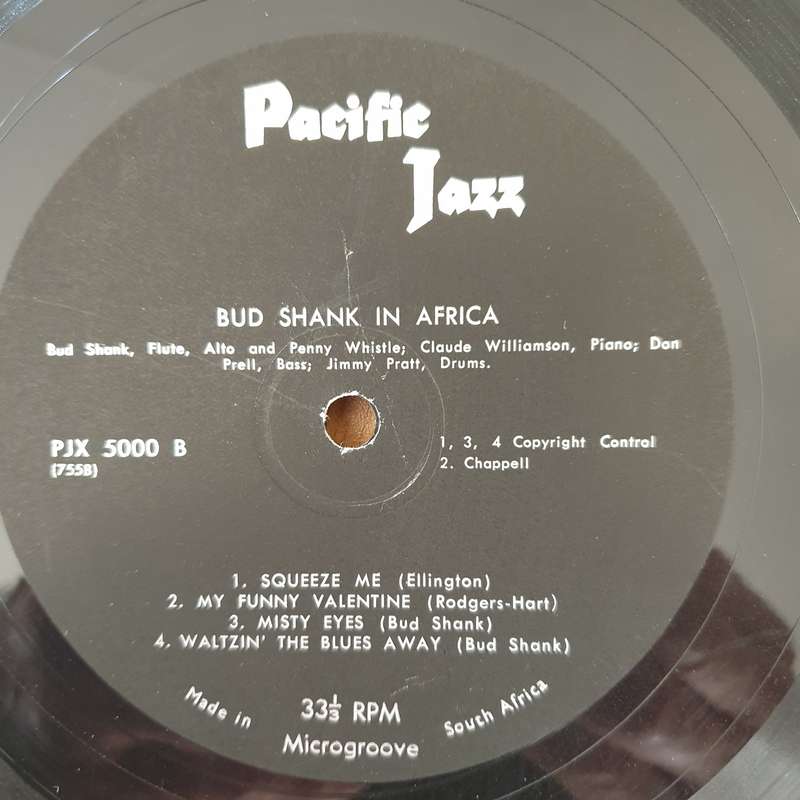 Pacific
Jazz
BUD SHANK IN AFRICA
Bud Shank, Flute, Alto and Penny Whistle; Claude Williamson, Piano; Don
Prell, Bass; Jimmy Pratt, Drums.
PJX 5000 B
(755B)
1, 3, 4 Copyright Control
2. Chappell
1. SQUEEZE ME (Ellington)
2. MY FUNNY VALENTINE (Rodgers-Hart)
3. MISTY EYES (Bud Shank)
4. WALTZIN' THE BLUES AWAY (Bud Shank)
Made in South Africa
33⅓ RPM
Microgroove